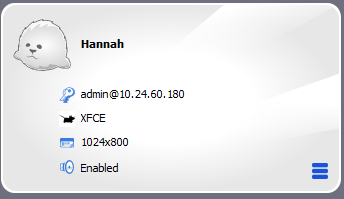 Hannah
admin@10.24.60.180
XFCE
1024x800
Enabled